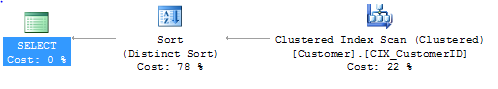 SELECT
Cost: 0 %
Sort
(Distinct Sort)
Cost: 78 %
Clustered Index Scan (Clustered)
[Customer].[CIX_CustomerID]
Cost: 22 %